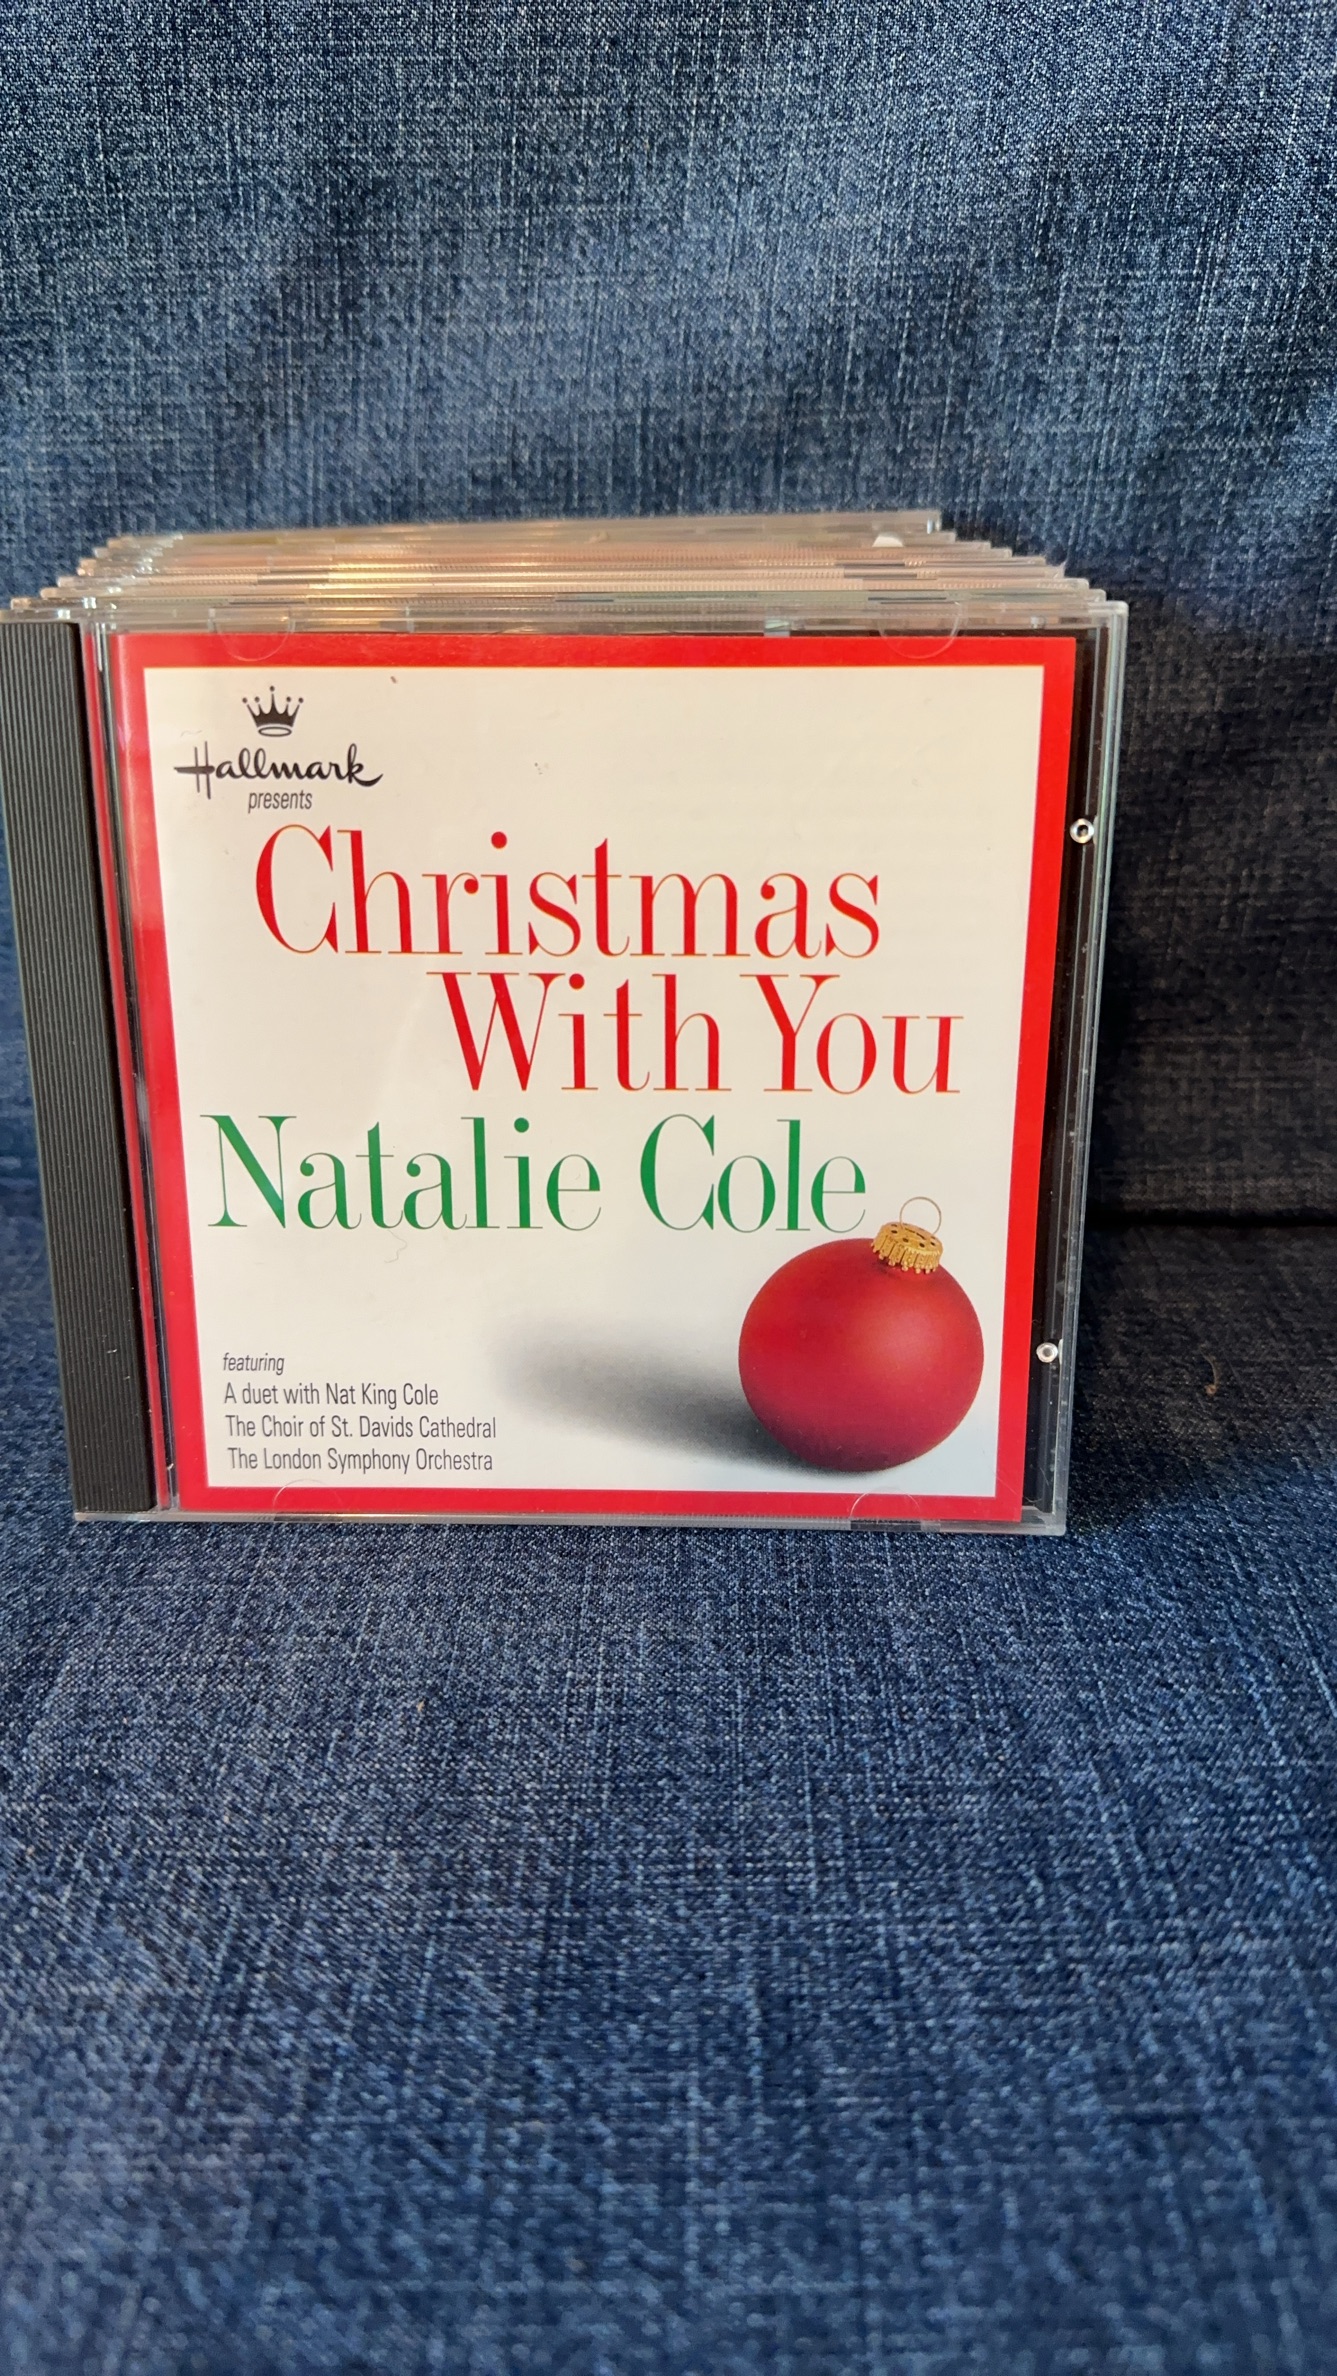 Hallmark
presents
Christmas
With You
Natalie Cole
featuring
A duet with Nat King Cole
The Choir of St. Davids Cathedral
The London Symphony Orchestra